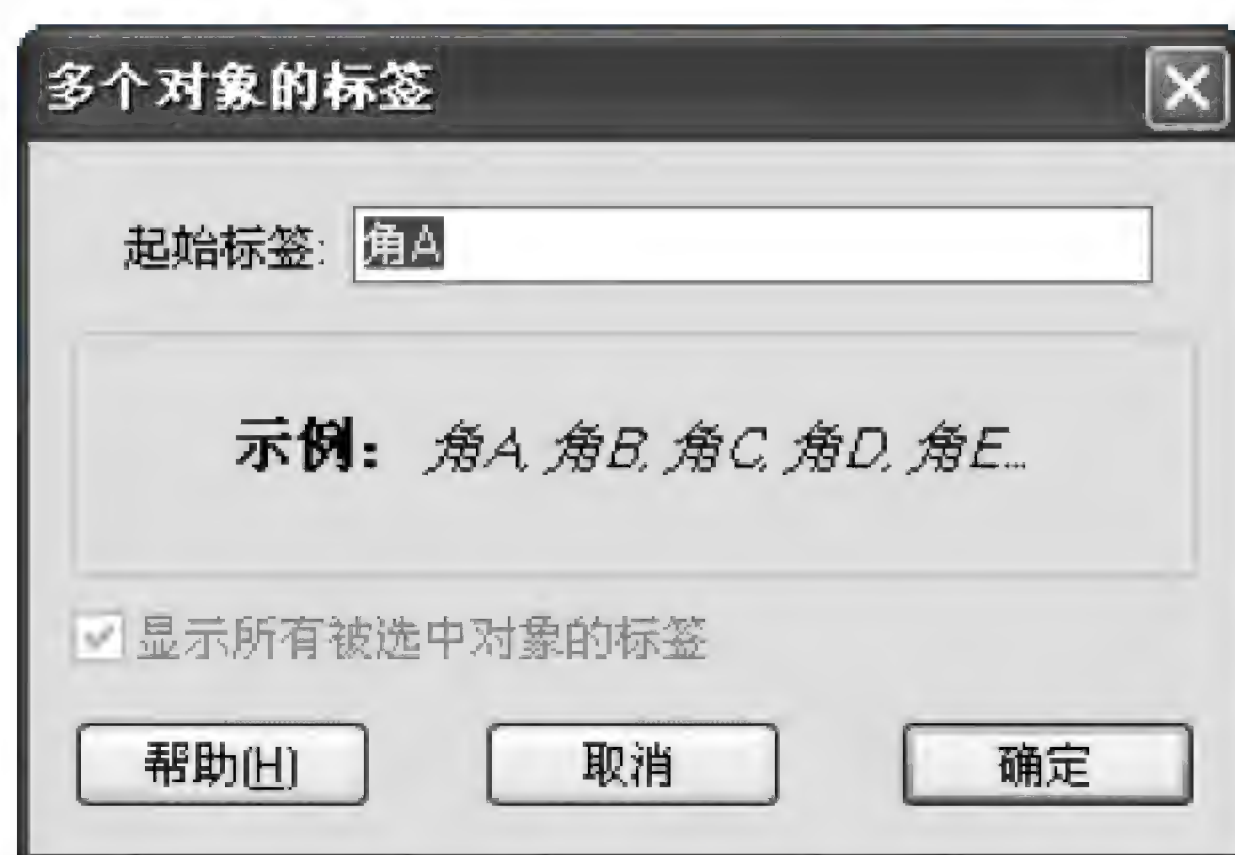 多个对象的标签
起始标签: 角A
示例: 角A, 角B, 角C, 角D, 角E...
显示所有被选中对象的标签
帮助(H) 取消 确定